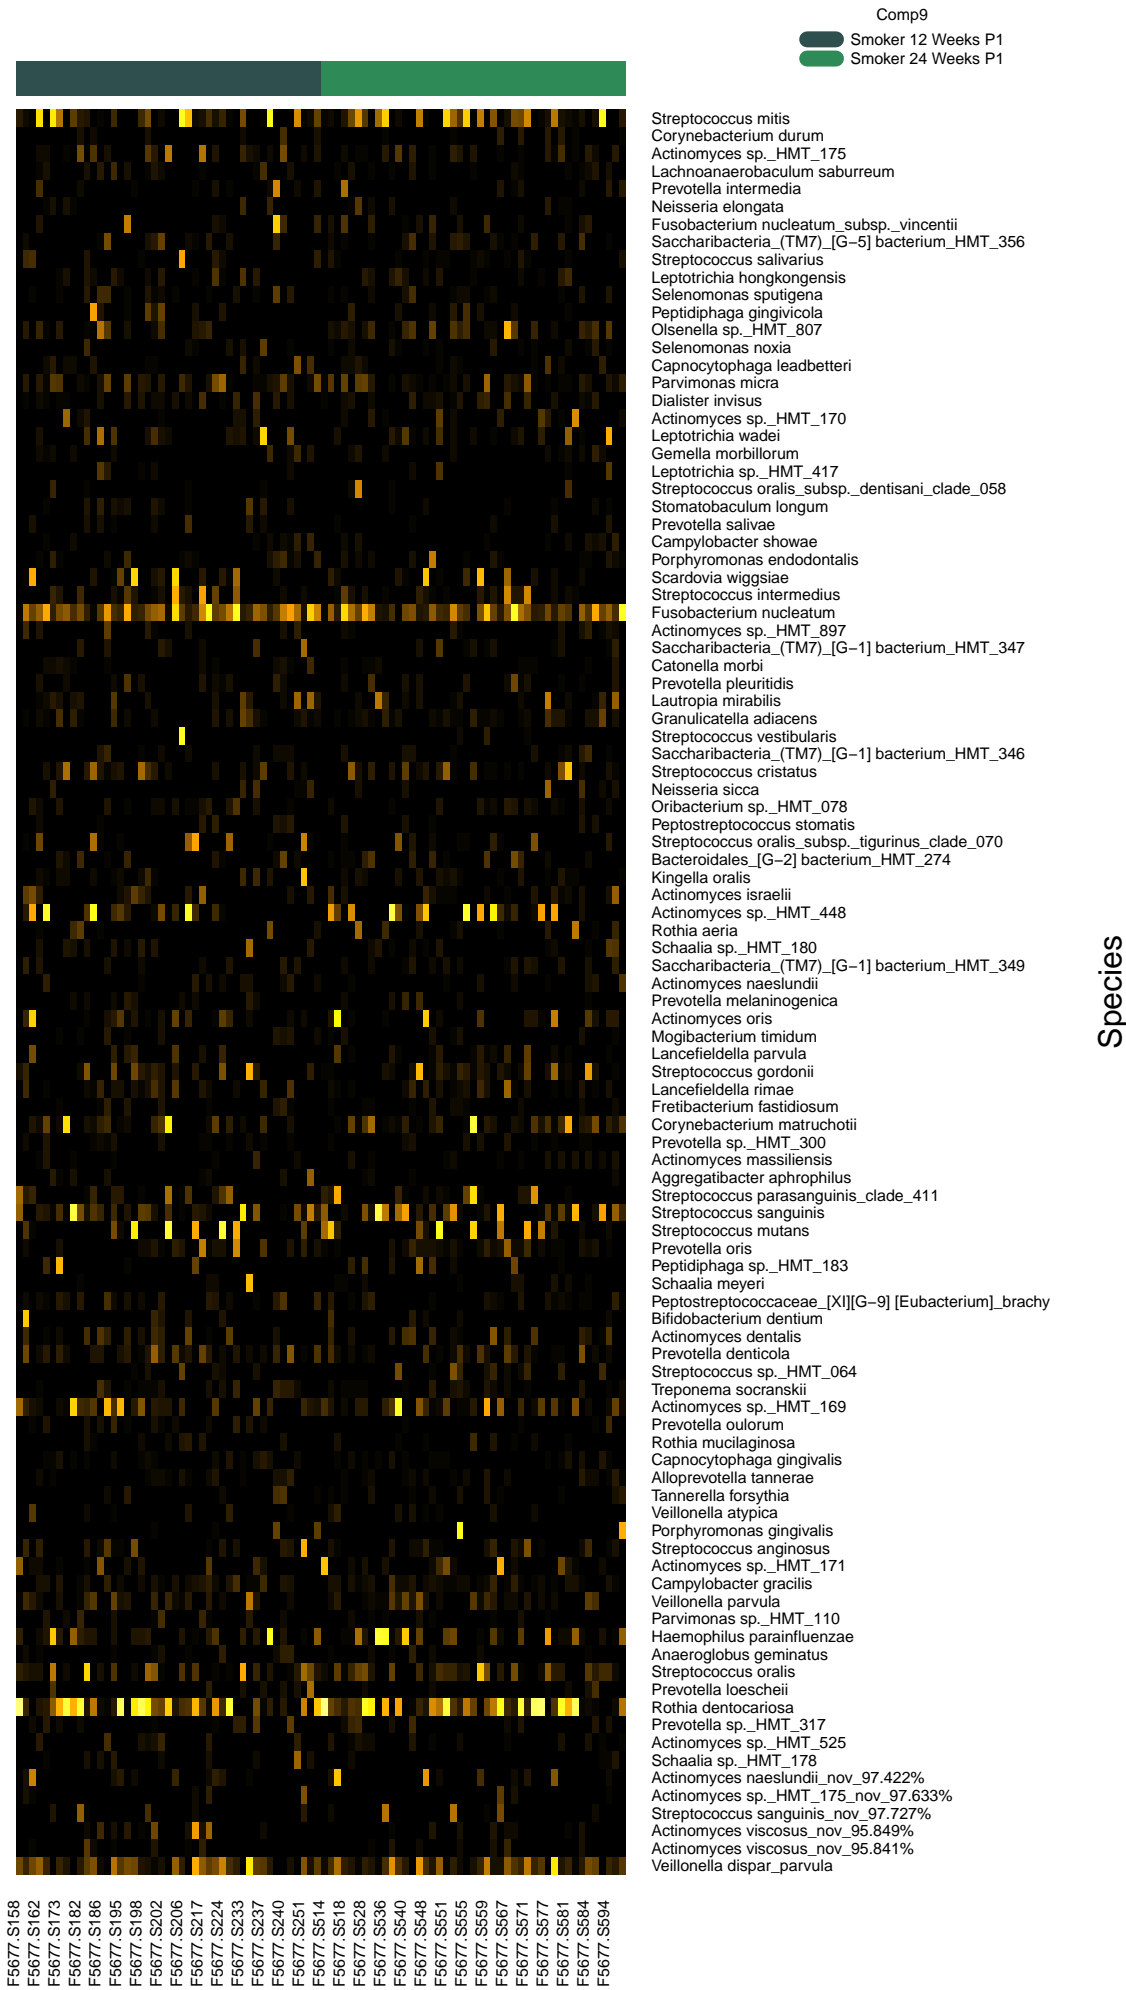 Comp9
Smoker 12 Weeks P1
Smoker 24 Weeks P1
Streptococcus mitis
Corynebacterium durum
Actinomyces sp._HMT_175
Lachnoanaerobaculum saburreum
Prevotella intermedia
Neisseria elongata
Fusobacterium nucleatum_subsp._vincentii
Saccharibacteria_(TM7)_[G−5] bacterium_HMT_356
Streptococcus salivarius
Leptotrichia hongkongensis
Selenomonas sputigena
Peptidiphaga gingivicola
Olsenella sp._HMT_807
Selenomonas noxia
Capnocytophaga leadbetteri
Parvimonas micra
Dialister invisus
Actinomyces sp._HMT_170
Leptotrichia wadei
Gemella morbillorum
Leptotrichia sp._HMT_417
Streptococcus oralis_subsp._dentisani_clade_058
Stomatobaculum longum
Prevotella salivae
Campylobacter showae
Porphyromonas endodontalis
Scardovia wiggsiae
Streptococcus intermedius
Fusobacterium nucleatum
Actinomyces sp._HMT_897
Saccharibacteria_(TM7)_[G−1] bacterium_HMT_347
Catonella morbi
Prevotella pleuritidis
Lautropia mirabilis
Granulicatella adiacens
Streptococcus vestibularis
Saccharibacteria_(TM7)_[G−1] bacterium_HMT_346
Streptococcus cristatus
Neisseria sicca
Oribacterium sp._HMT_078
Peptostreptococcus stomatis
Streptococcus oralis_subsp._tigurinus_clade_070
Bacteroidales_[G−2] bacterium_HMT_274
Kingella oralis
Actinomyces israelii
Actinomyces sp._HMT_448
Rothia aeria
Schaalia sp._HMT_180
Saccharibacteria_(TM7)_[G−1] bacterium_HMT_349
Actinomyces naeslundii
Prevotella melaninogenica
Actinomyces oris
Mogibacterium timidum
Lancefieldella parvula
Streptococcus gordonii
Lancefieldella rimae
Fretibacterium fastidiosum
Corynebacterium matruchotii
Prevotella sp._HMT_300
Actinomyces massiliensis
Aggregatibacter aphrophilus
Streptococcus parasanguinis_clade_411
Streptococcus sanguinis
Streptococcus mutans
Prevotella oris
Peptidiphaga sp._HMT_183
Schaalia meyeri
Peptostreptococcaceae_[XI][G−9] [Eubacterium]_brachy
Bifidobacterium dentium
Actinomyces dentalis
Prevotella denticola
Streptococcus sp._HMT_064
Treponema socranskii
Actinomyces sp._HMT_169
Prevotella oulorum
Rothia mucilaginosa
Capnocytophaga gingivalis
Alloprevotella tannerae
Tannerella forsythia
Veillonella atypica
Porphyromonas gingivalis
Streptococcus anginosus
Actinomyces sp._HMT_171
Campylobacter gracilis
Veillonella parvula
Parvimonas sp._HMT_110
Haemophilus parainfluenzae
Anaeroglobus geminatus
Streptococcus oralis
Prevotella loescheii
Rothia dentocariosa
Prevotella sp._HMT_317
Actinomyces sp._HMT_525
Schaalia sp._HMT_178
Actinomyces naeslundii_nov_97.422%
Actinomyces sp._HMT_175_nov_97.633%
Streptococcus sanguinis_nov_97.727%
Actinomyces viscosus_nov_95.849%
Actinomyces viscosus_nov_95.841%
Veillonella dispar_parvula
Species
F5677.S158
F5677.S162
F5677.S173
F5677.S182
F5677.S186
F5677.S195
F5677.S198
F5677.S202
F5677.S206
F5677.S217
F5677.S224
F5677.S233
F5677.S237
F5677.S240
F5677.S251
F5677.S514
F5677.S518
F5677.S528
F5677.S536
F5677.S540
F5677.S548
F5677.S551
F5677.S555
F5677.S559
F5677.S567
F5677.S571
F5677.S577
F5677.S581
F5677.S584
F5677.S594